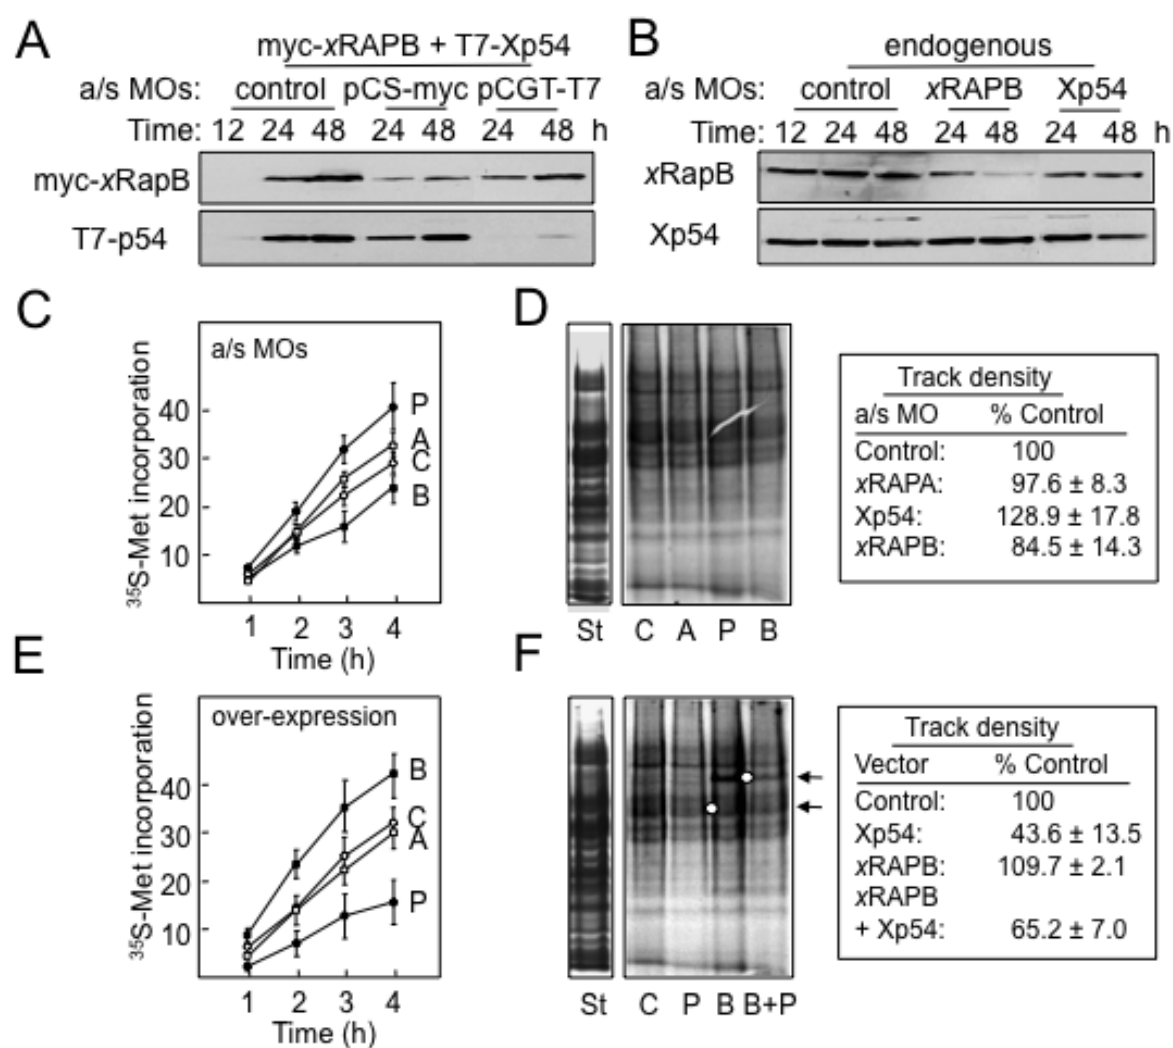 A
myc-xRAPB + T7-Xp54
a/s MOs: control pCS-myc pCGT-T7
Time: 12 24 48 24 48 24 48 h
myc-xRapB
T7-p54
B
endogenous
a/s MOs: control xRAPB Xp54
Time: 12 24 48 24 48 24 48 h
xRapB
Xp54
C
a/s MOs
35S-Met incorporation
40
30
20
10
P
A
C
B
1 2 3 4
Time (h)
D
St C A P B
Track density
a/s MO % Control
Control: 100
xRAPA: 97.6 ± 8.3
Xp54: 128.9 ± 17.8
xRAPB: 84.5 ± 14.3
E
over-expression
35S-Met incorporation
40
30
20
10
B
C
A
P
1 2 3 4
Time (h)
F
St C P B B+P
Track density
Vector % Control
Control: 100
Xp54: 43.6 ± 13.5
xRAPB: 109.7 ± 2.1
xRAPB
+ Xp54: 65.2 ± 7.0